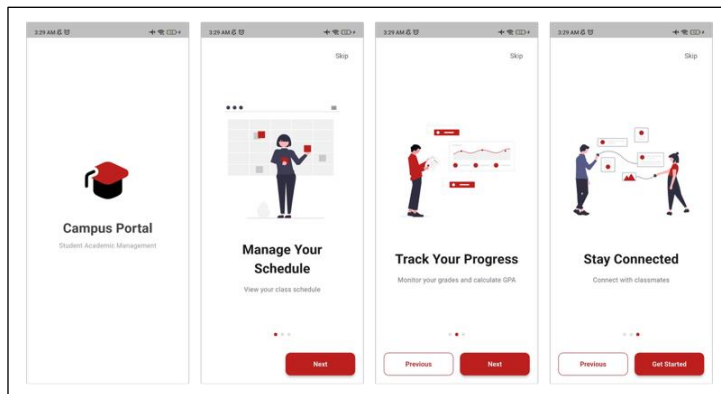 3:29 AM
Campus Portal
Student Academic Management
3:29 AM
Skip
Manage Your
Schedule
View your class schedule
Next
3:29 AM
Skip
Track Your Progress
Monitor your grades and calculate GPA
Previous
Next
3:29 AM
Skip
Stay Connected
Connect with classmates
Previous
Get Started